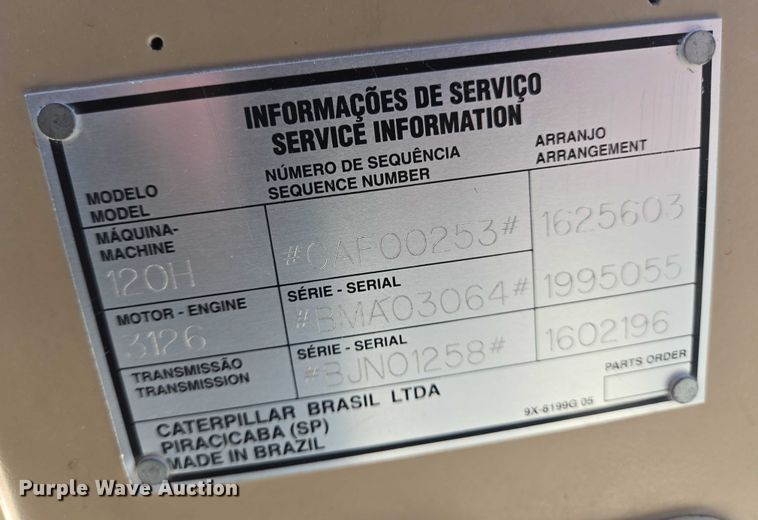 INFORMAÇÕES DE SERVIÇO
SERVICE INFORMATION
MODELO
MODEL
NÚMERO DE SEQUÊNCIA
SEQUENCE NUMBER
ARRANJO
ARRANGEMENT
MÁQUINA-
MACHINE
120H
#CAF00253#
1625603
MOTOR - ENGINE
3126
SÉRIE - SERIAL
#BMA03064#
1995055
TRANSMISSÃO
TRANSMISSION
SÉRIE - SERIAL
#BJN01258#
1602196
CATERPILLAR BRASIL LTDA
PIRACICABA (SP)
MADE IN BRAZIL
9X-6199G 05
PARTS ORDER
Purple Wave Auction